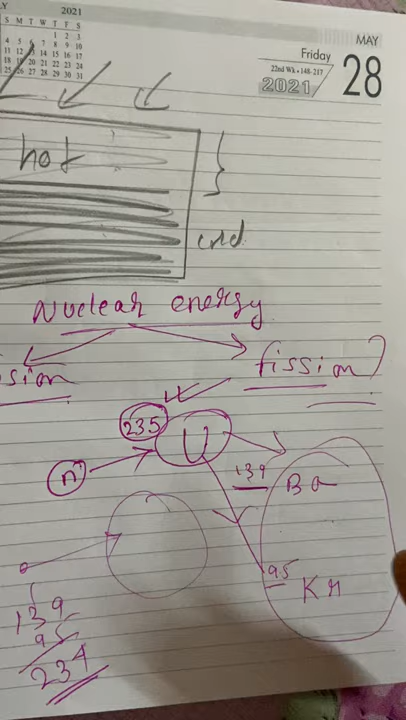 2021
S M T W T F S
1 2 3
4 5 6 7 8 9 10
11 12 13 14 15 16 17
18 19 20 21 22 23 24
25 26 27 28 29 30 31
MAY
Friday
22nd Wk • 148-217
2021
28
hot
cold
Nuclear energy
sion
fission?
235
U
n
139
Ba
95
Kr
139
95
234